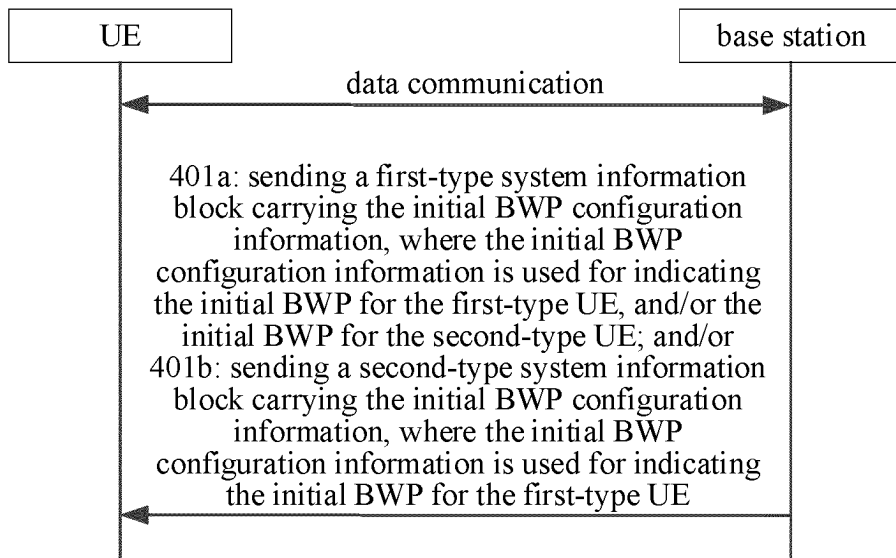 UE
base station
data communication
401a: sending a first-type system information
block carrying the initial BWP configuration
information, where the initial BWP
configuration information is used for indicating
the initial BWP for the first-type UE, and/or the
initial BWP for the second-type UE; and/or
401b: sending a second-type system information
block carrying the initial BWP configuration
information, where the initial BWP
configuration information is used for indicating
the initial BWP for the first-type UE